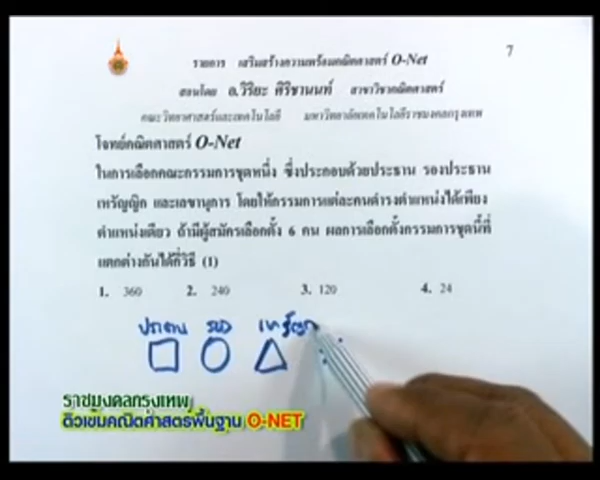 7
รายการ เสริมสร้างความพร้อมคณิตศาสตร์ O-Net
สอนโดย อ.วิริยะ ศิริชานนท์ สาขาวิชาคณิตศาสตร์
คณะวิทยาศาสตร์และเทคโนโลยี มหาวิทยาลัยเทคโนโลยีราชมงคลกรุงเทพ
โจทย์คณิตศาสตร์ O-Net
ในการเลือกคณะกรรมการชุดหนึ่ง ซึ่งประกอบด้วยประธาน รองประธาน
เหรัญญิก และเลขานุการ โดยให้กรรมการแต่ละคนดำรงตำแหน่งได้เพียง
ตำแหน่งเดียว ถ้ามีผู้สมัครเลือกตั้ง 6 คน ผลการเลือกตั้งกรรมการชุดนี้ที่
แตกต่างกันได้กี่วิธี (1)
1. 360 2. 240 3. 120 4. 24
ประธาน รอง เหรัญ
ราชมงคลกรุงเทพ
ติวเข้มคณิตศาสตร์พื้นฐาน O-NET